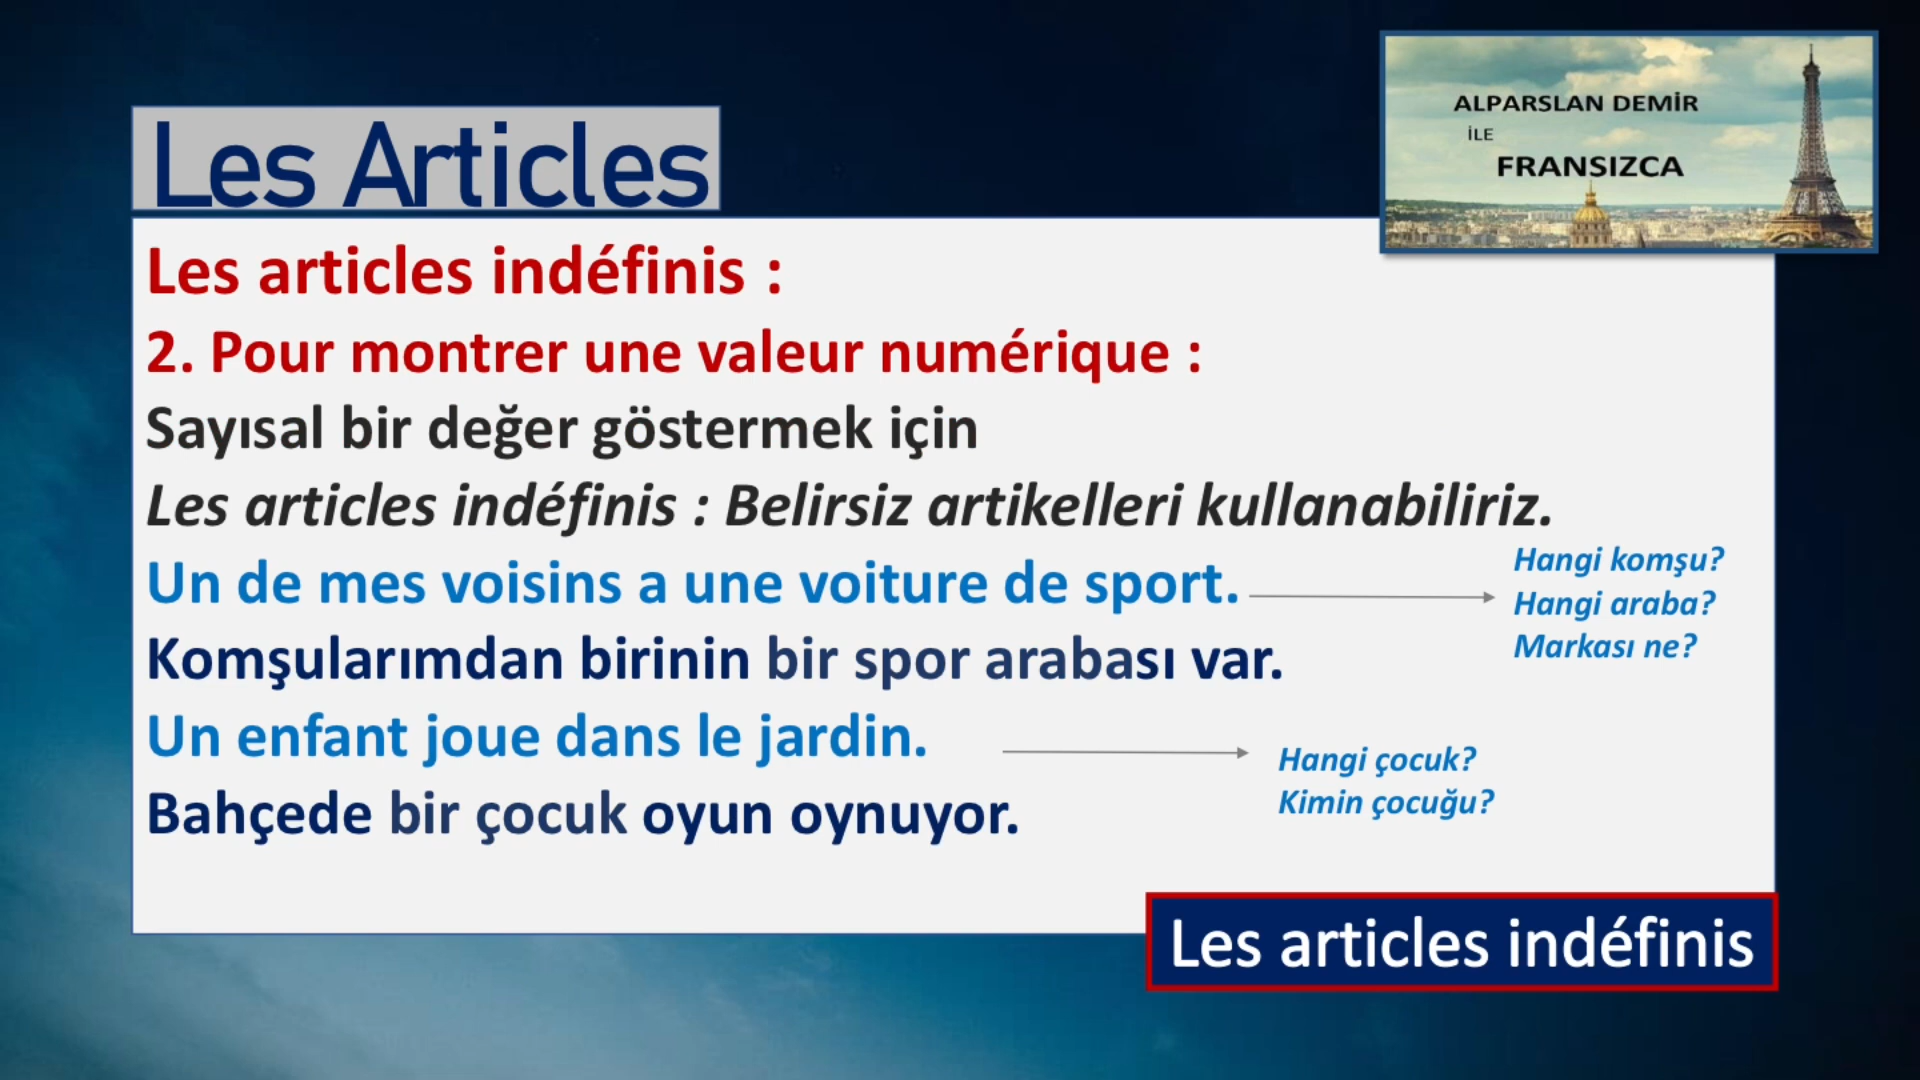 ALPARSLAN DEMİR
İLE
FRANSIZCA
Les Articles
Les articles indéfinis :
2. Pour montrer une valeur numérique :
Sayısal bir değer göstermek için
Les articles indéfinis : Belirsiz artikelleri kullanabiliriz.
Un de mes voisins a une voiture de sport.
Hangi komşu?
Hangi araba?
Markası ne?
Komşularımdan birinin bir spor arabası var.
Un enfant joue dans le jardin.
Hangi çocuk?
Kimin çocuğu?
Bahçede bir çocuk oyun oynuyor.
Les articles indéfinis